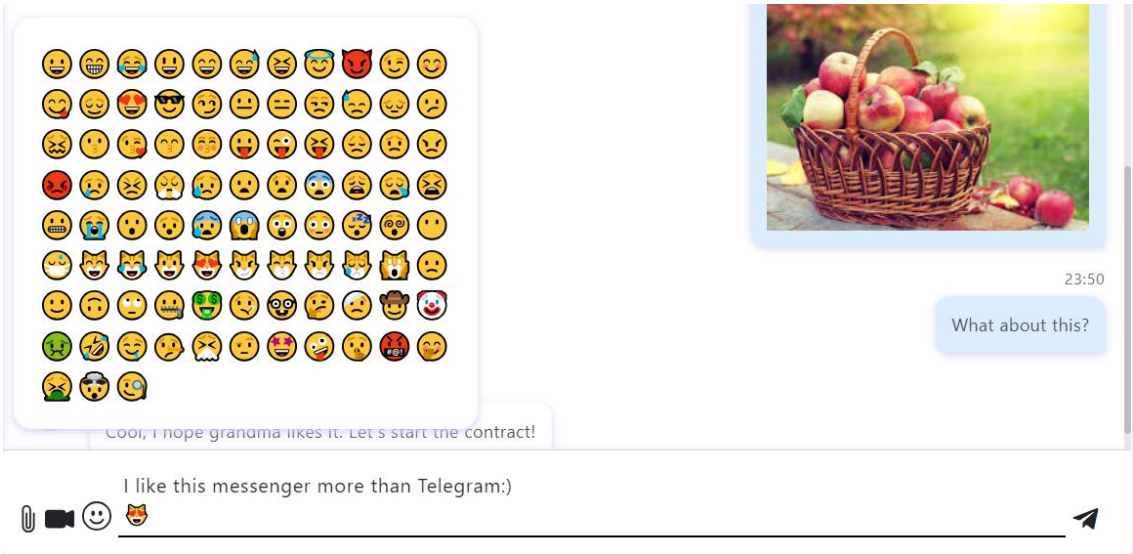 23:50
What about this?
Cool, I hope grandma likes it. Let's start the contract!
I like this messenger more than Telegram:)